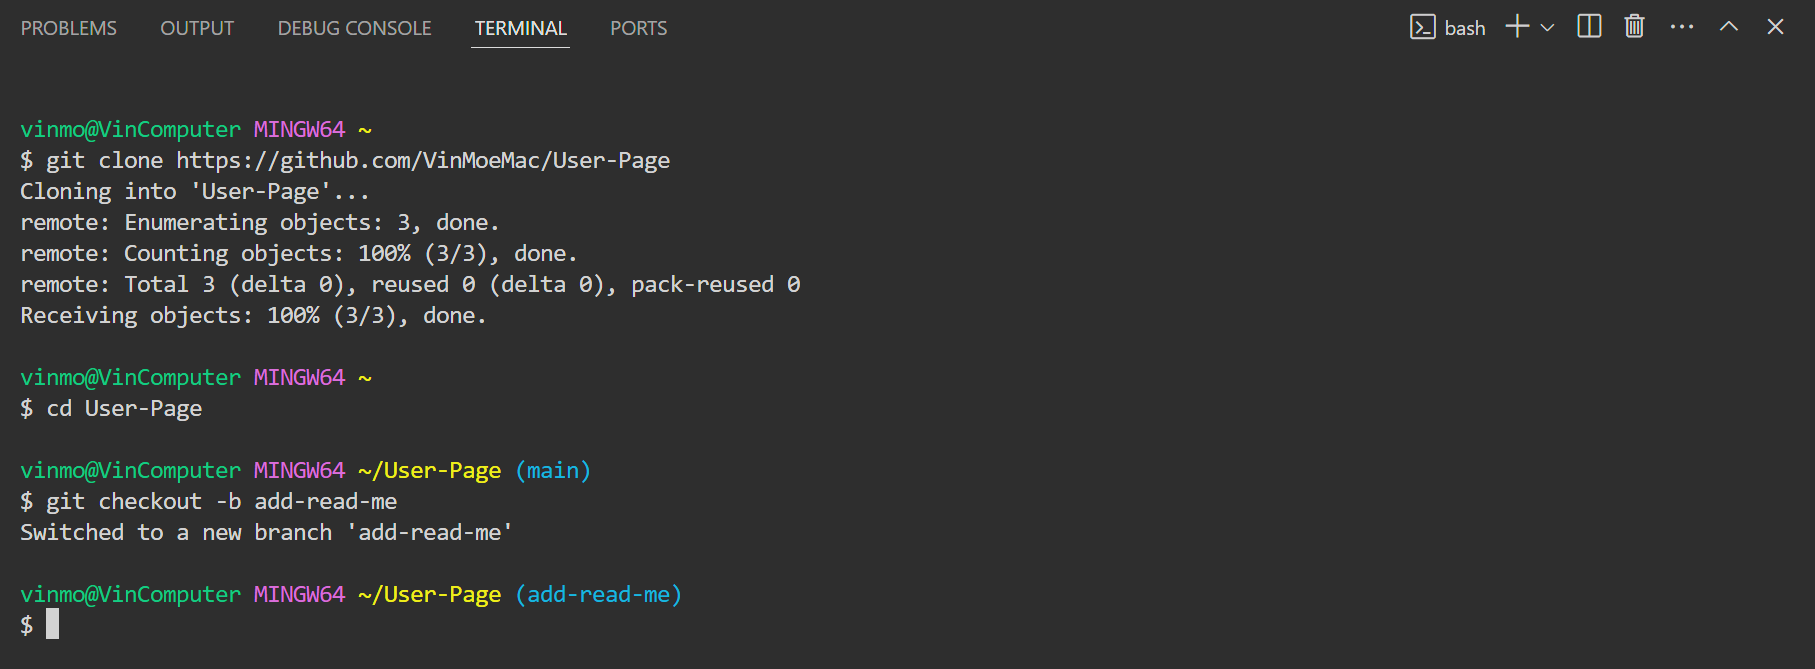 PROBLEMS OUTPUT DEBUG CONSOLE TERMINAL PORTS bash
vinmo@VinComputer MINGW64 ~
$ git clone https://github.com/VinMoeMac/User-Page
Cloning into 'User-Page'...
remote: Enumerating objects: 3, done.
remote: Counting objects: 100% (3/3), done.
remote: Total 3 (delta 0), reused 0 (delta 0), pack-reused 0
Receiving objects: 100% (3/3), done.
vinmo@VinComputer MINGW64 ~
$ cd User-Page
vinmo@VinComputer MINGW64 ~/User-Page (main)
$ git checkout -b add-read-me
Switched to a new branch 'add-read-me'
vinmo@VinComputer MINGW64 ~/User-Page (add-read-me)
$